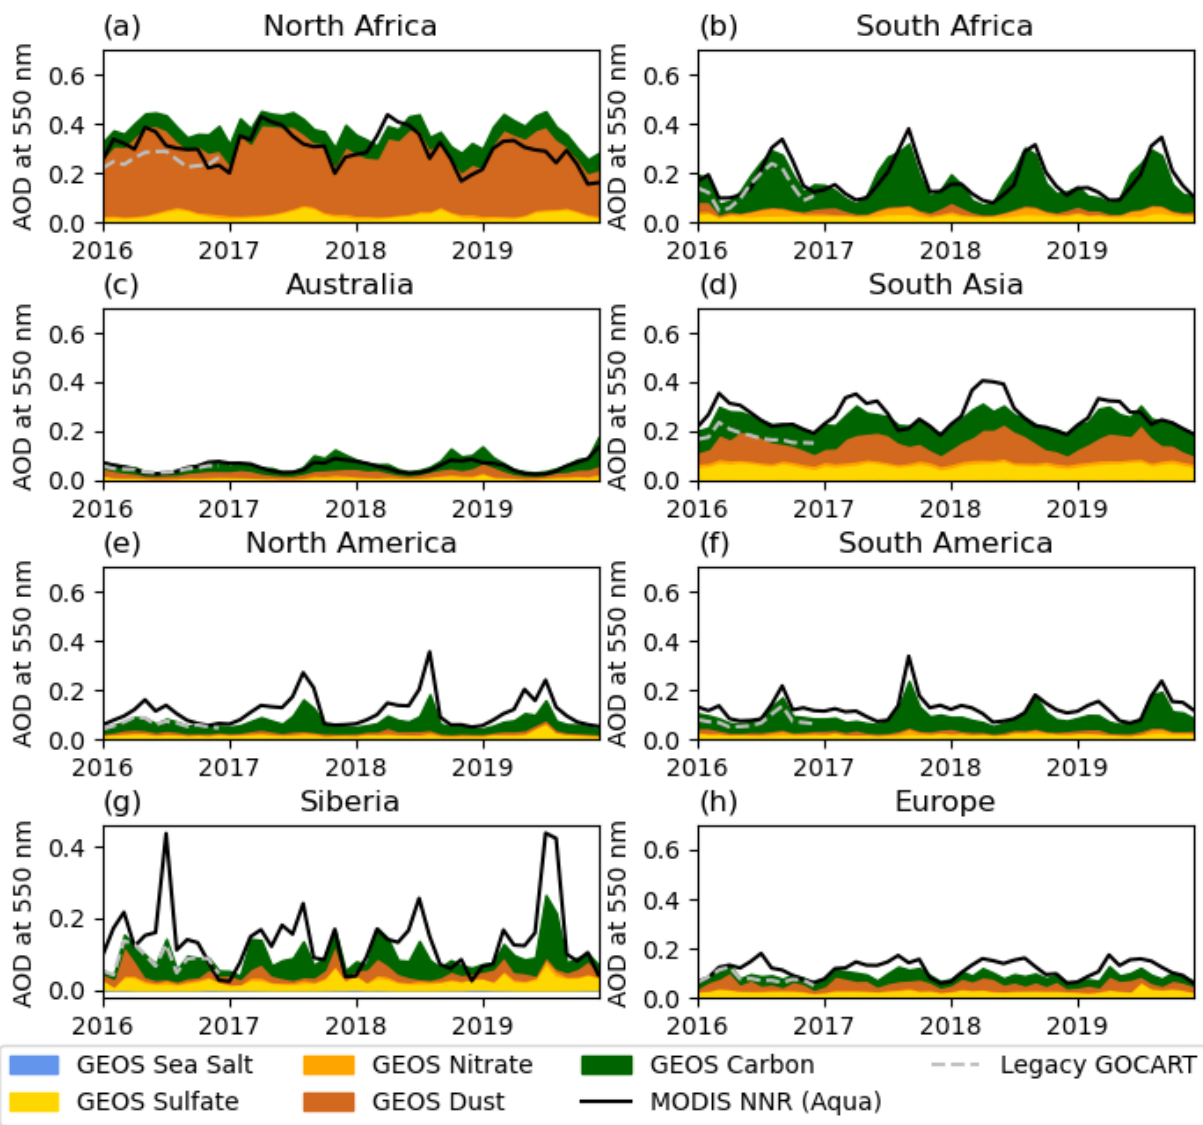 (a) North Africa
AOD at 550 nm
0.6
0.4
0.2
0.0
2016 2017 2018 2019
(b) South Africa
AOD at 550 nm
0.6
0.4
0.2
0.0
2016 2017 2018 2019
(c) Australia
AOD at 550 nm
0.6
0.4
0.2
0.0
2016 2017 2018 2019
(d) South Asia
AOD at 550 nm
0.6
0.4
0.2
0.0
2016 2017 2018 2019
(e) North America
AOD at 550 nm
0.6
0.4
0.2
0.0
2016 2017 2018 2019
(f) South America
AOD at 550 nm
0.6
0.4
0.2
0.0
2016 2017 2018 2019
(g) Siberia
AOD at 550 nm
0.4
0.2
0.0
2016 2017 2018 2019
(h) Europe
AOD at 550 nm
0.6
0.4
0.2
0.0
2016 2017 2018 2019
GEOS Sea Salt GEOS Nitrate GEOS Carbon Legacy GOCART
GEOS Sulfate GEOS Dust MODIS NNR (Aqua)